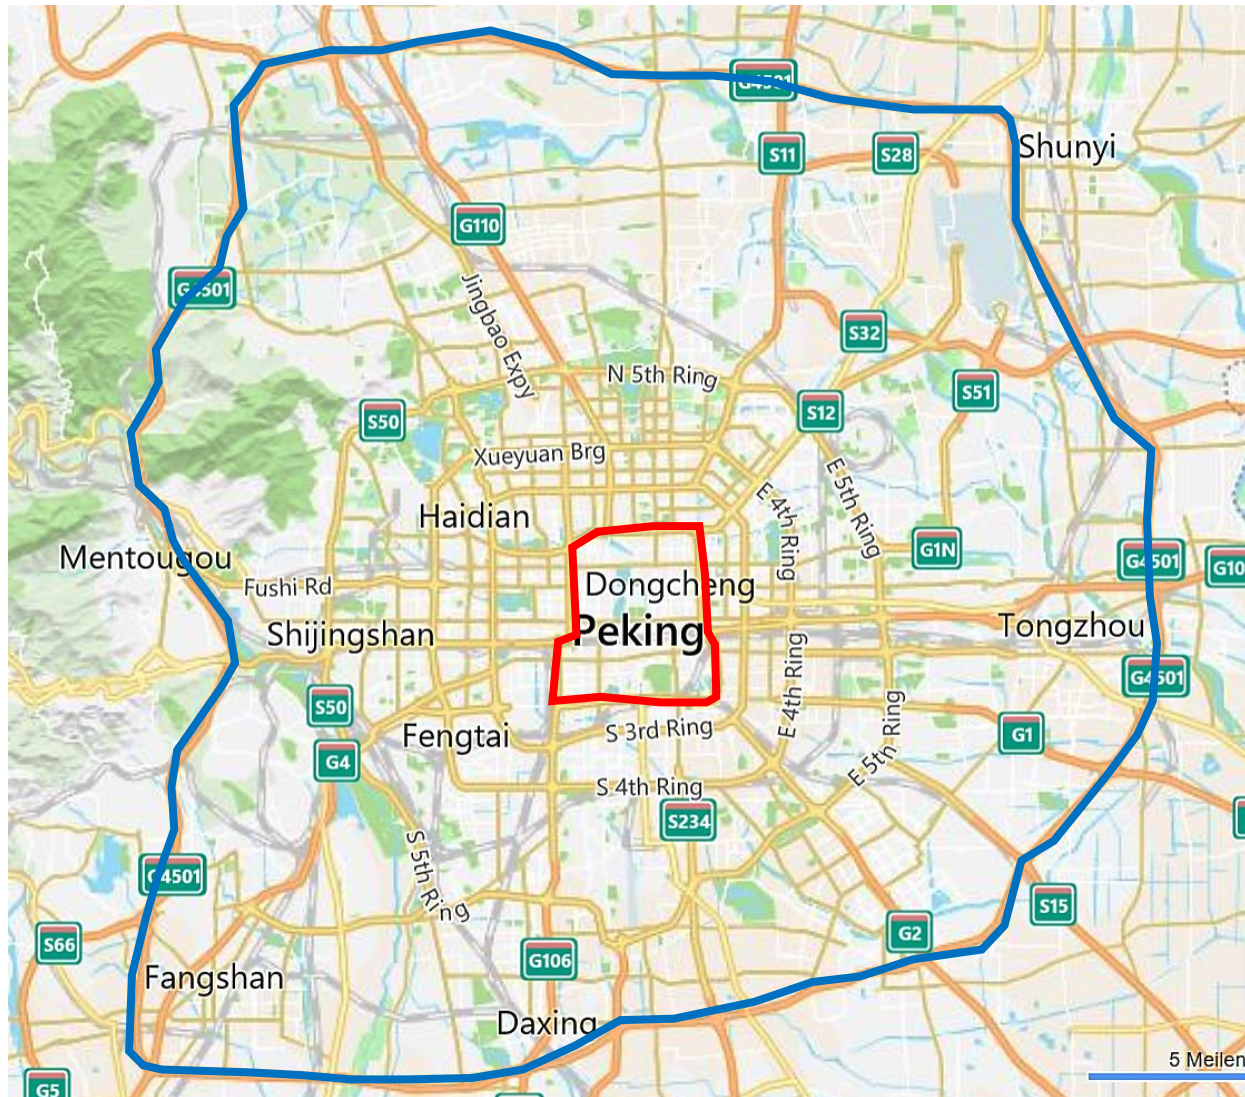 G4501
Shunyi
S11
S28
G110
G4501
Jingbao Expy
S32
N 5th Ring
S51
S50
S12
Xueyuan Brg
E 4th Ring
E 5th Ring
Haidian
G1N
Mentougou
G4501
Fushi Rd
Dongcheng
Shijingshan
Peking
Tongzhou
E 4th Ring
G4501
S50
Fengtai
S 3rd Ring
G1
E 5th Ring
G4
S 4th Ring
S234
S 5th Ring
G4501
S15
S66
G2
G106
Fangshan
Daxing
5 Meilen
G5